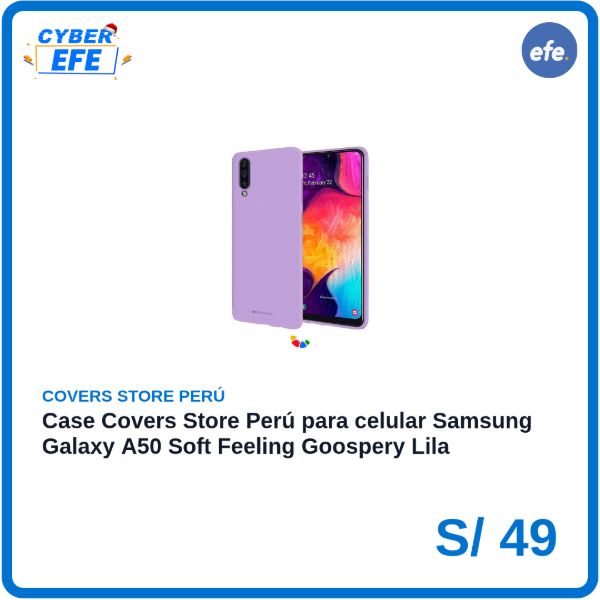 CYBER
EFE
efe.
COVERS STORE PERÚ
Case Covers Store Perú para celular Samsung
Galaxy A50 Soft Feeling Goospery Lila
S/ 49